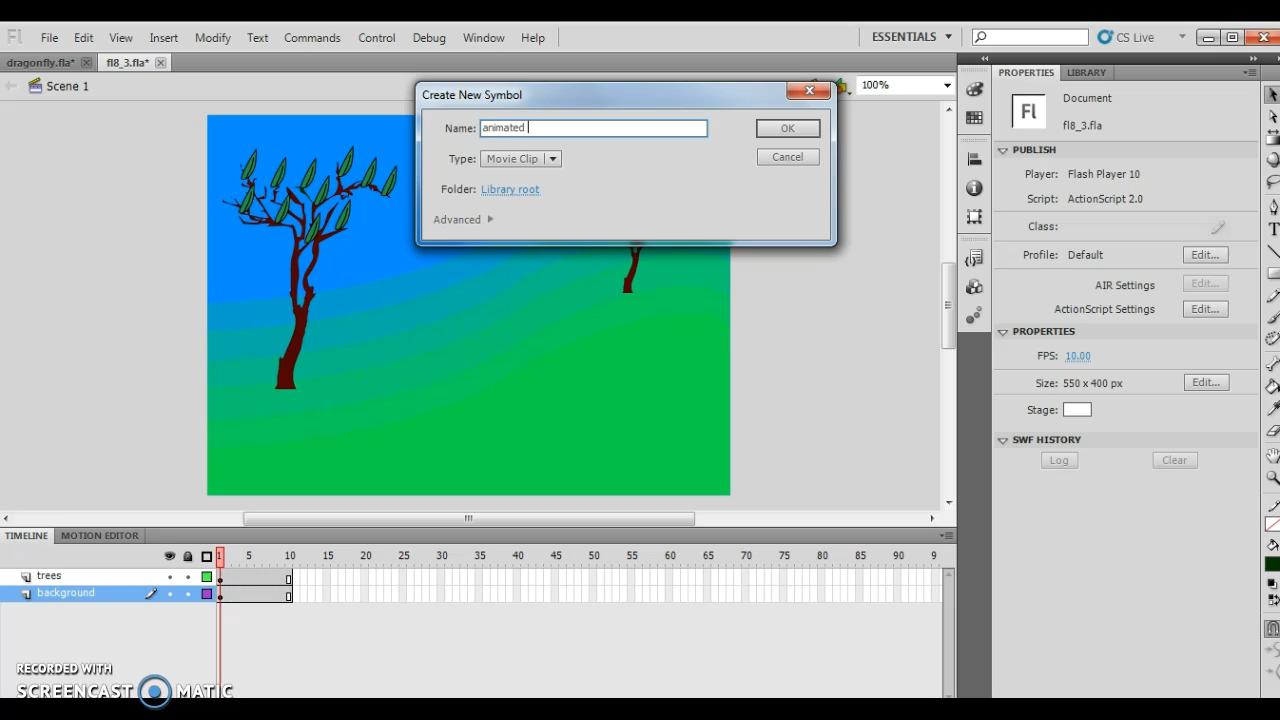 Fl File Edit View Insert Modify Text Commands Control Debug Window Help ESSENTIALS CS Live
dragonfly.fla* fl8_3.fla*
Scene 1 100%
Create New Symbol
Name: animated
OK
Type: Movie Clip
Cancel
Folder: Library root
Advanced
PROPERTIES LIBRARY
Fl Document
fl8_3.fla
PUBLISH
Player: Flash Player 10
Script: ActionScript 2.0
Class:
Profile: Default Edit...
AIR Settings Edit...
ActionScript Settings Edit...
PROPERTIES
FPS: 10.00
Size: 550 x 400 px Edit...
Stage:
SWF HISTORY
Log Clear
TIMELINE MOTION EDITOR
1 5 10 15 20 25 30 35 40 45 50 55 60 65 70 75 80 85 90 9
trees
background
RECORDED WITH
SCREENCAST MATIC